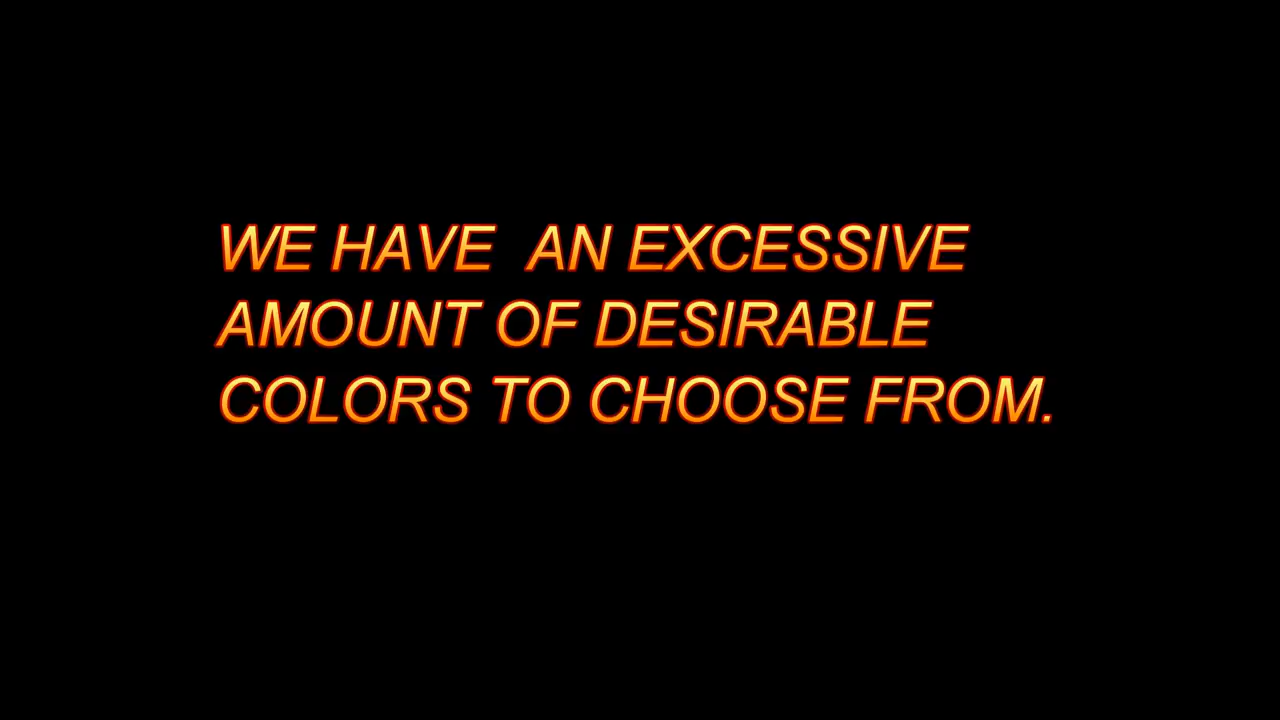 WE HAVE  AN EXCESSIVE
AMOUNT OF DESIRABLE
COLORS TO CHOOSE FROM.